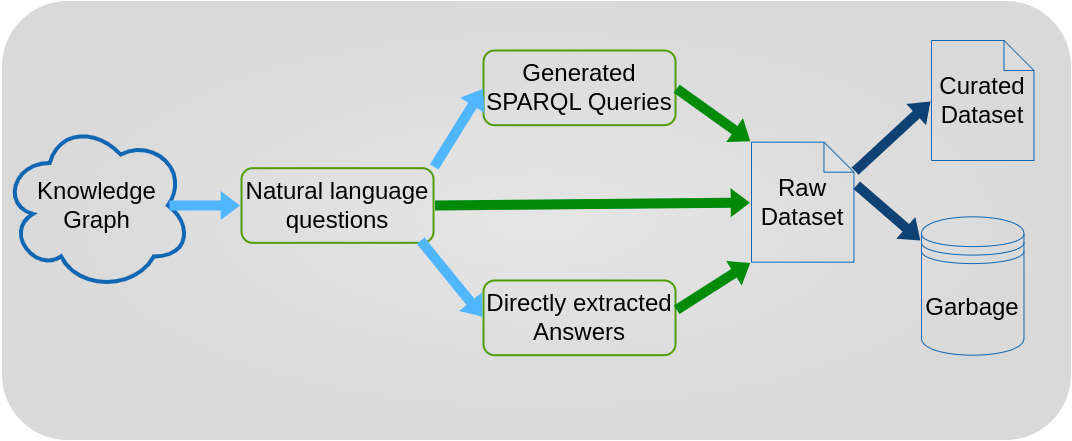 Knowledge
Graph
Natural language
questions
Generated
SPARQL Queries
Directly extracted
Answers
Raw
Dataset
Curated
Dataset
Garbage